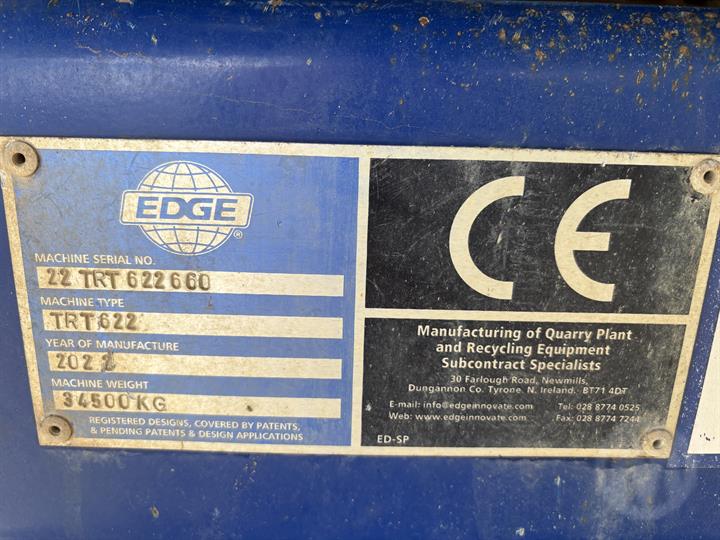 EDGE
®
MACHINE SERIAL NO.
22 TRT 622660
MACHINE TYPE
TRT622
YEAR OF MANUFACTURE
2022
MACHINE WEIGHT
34500KG
REGISTERED DESIGNS, COVERED BY PATENTS,
& PENDING PATENTS & DESIGN APPLICATIONS
CE
Manufacturing of Quarry Plant
and Recycling Equipment
Subcontract Specialists
30 Farlough Road, Newmills,
Dungannon Co. Tyrone. N. Ireland. BT71 4DT
E-mail: info@edgeinnovate.com Tel: 028 8774 0525
Web: www.edgeinnovate.com Fax: 028 8774 7244
ED-SP